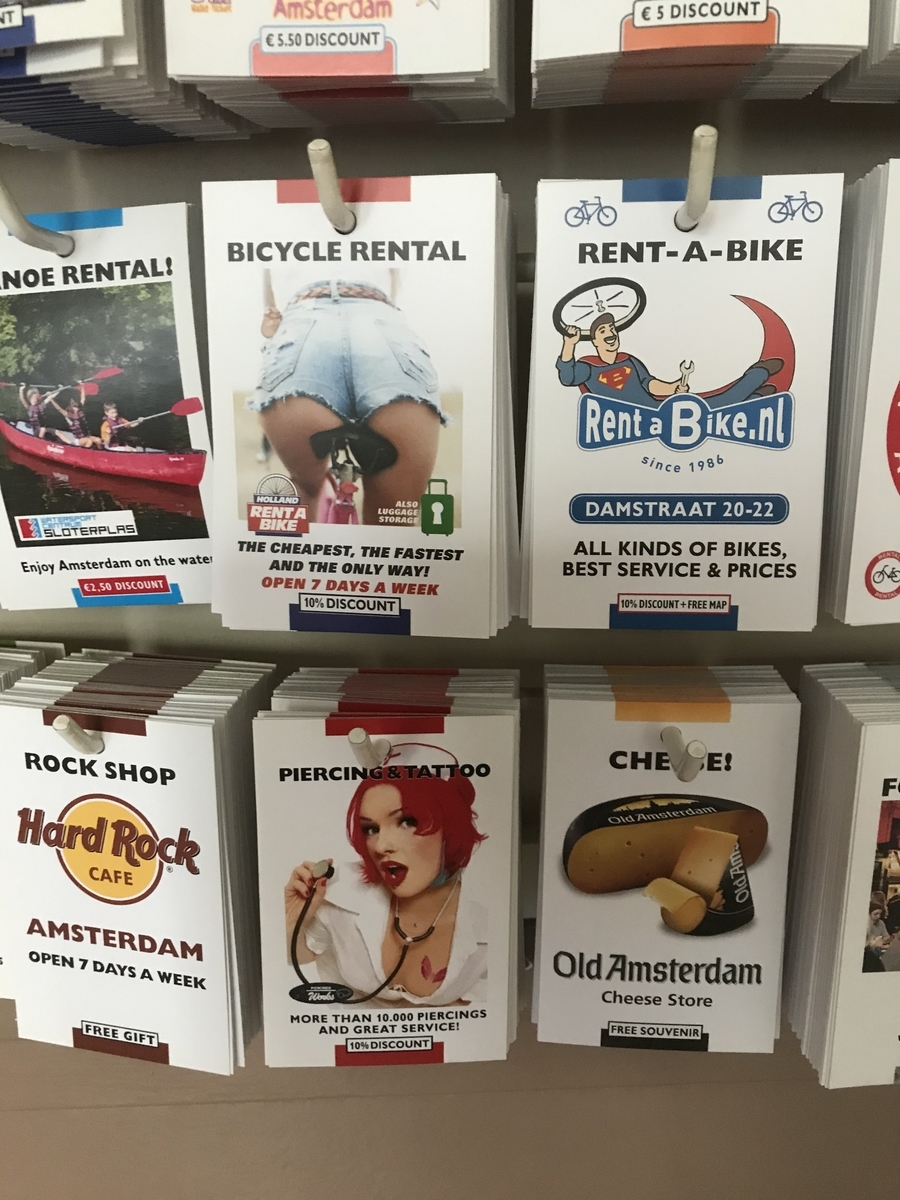 Amsterdam
€ 5.50 DISCOUNT
€ 5 DISCOUNT
NOE RENTAL!
SLOTERPLAS
Enjoy Amsterdam on the water
€2,50 DISCOUNT
BICYCLE RENTAL
HOLLAND
RENT A
BIKE
ALSO
LUGGAGE
STORAGE
THE CHEAPEST, THE FASTEST
AND THE ONLY WAY!
OPEN 7 DAYS A WEEK
10% DISCOUNT
RENT-A-BIKE
B
Rent a Bike.nl
since 1986
DAMSTRAAT 20-22
ALL KINDS OF BIKES,
BEST SERVICE & PRICES
10% DISCOUNT + FREE MAP
ROCK SHOP
Hard Rock
CAFE
AMSTERDAM
OPEN 7 DAYS A WEEK
FREE GIFT
PIERCING & TATTOO
Works
MORE THAN 10.000 PIERCINGS
AND GREAT SERVICE!
10% DISCOUNT
CHEESE!
Old Amsterdam
Old Ams
Old Amsterdam
Cheese Store
FREE SOUVENIR